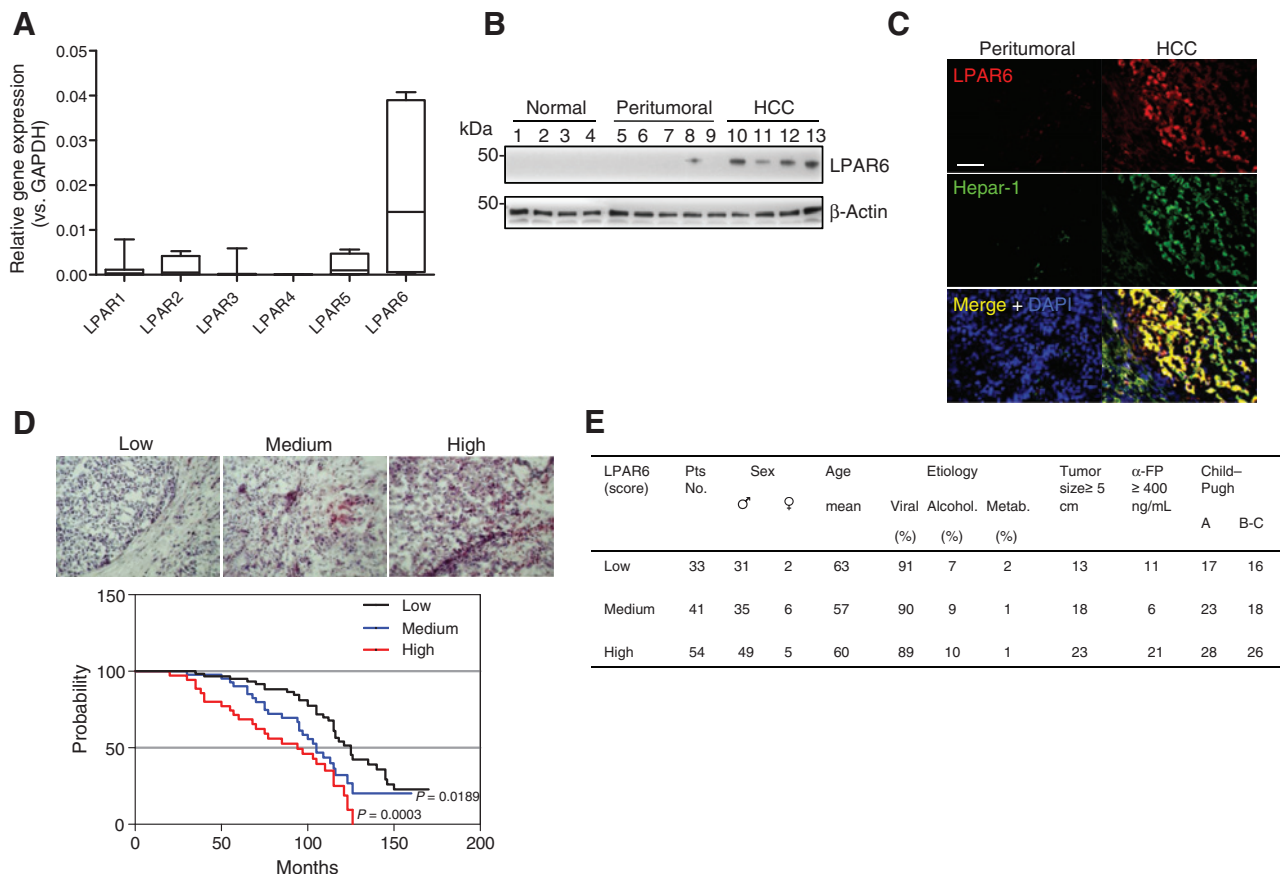 A
Relative gene expression
(vs. GAPDH)
0.05
0.04
0.03
0.02
0.01
0.00
LPAR1
LPAR2
LPAR3
LPAR4
LPAR5
LPAR6
B
Normal Peritumoral HCC
kDa 1 2 3 4 5 6 7 8 9 10 11 12 13
50 LPAR6
50 β-Actin
C
Peritumoral HCC
LPAR6
Hepar-1
Merge + DAPI
D
Low Medium High
Probability
150
100
50
0
Low
Medium
High
P = 0.0189
P = 0.0003
0 50 100 150 200
Months
E
LPAR6 Pts Sex Age Etiology Tumor α-FP Child–
(score) No. size≥ 5 ≥ 400 Pugh
♂ ♀ mean Viral Alcohol. Metab. cm ng/mL
A B-C
(%) (%) (%)
Low 33 31 2 63 91 7 2 13 11 17 16
Medium 41 35 6 57 90 9 1 18 6 23 18
High 54 49 5 60 89 10 1 23 21 28 26